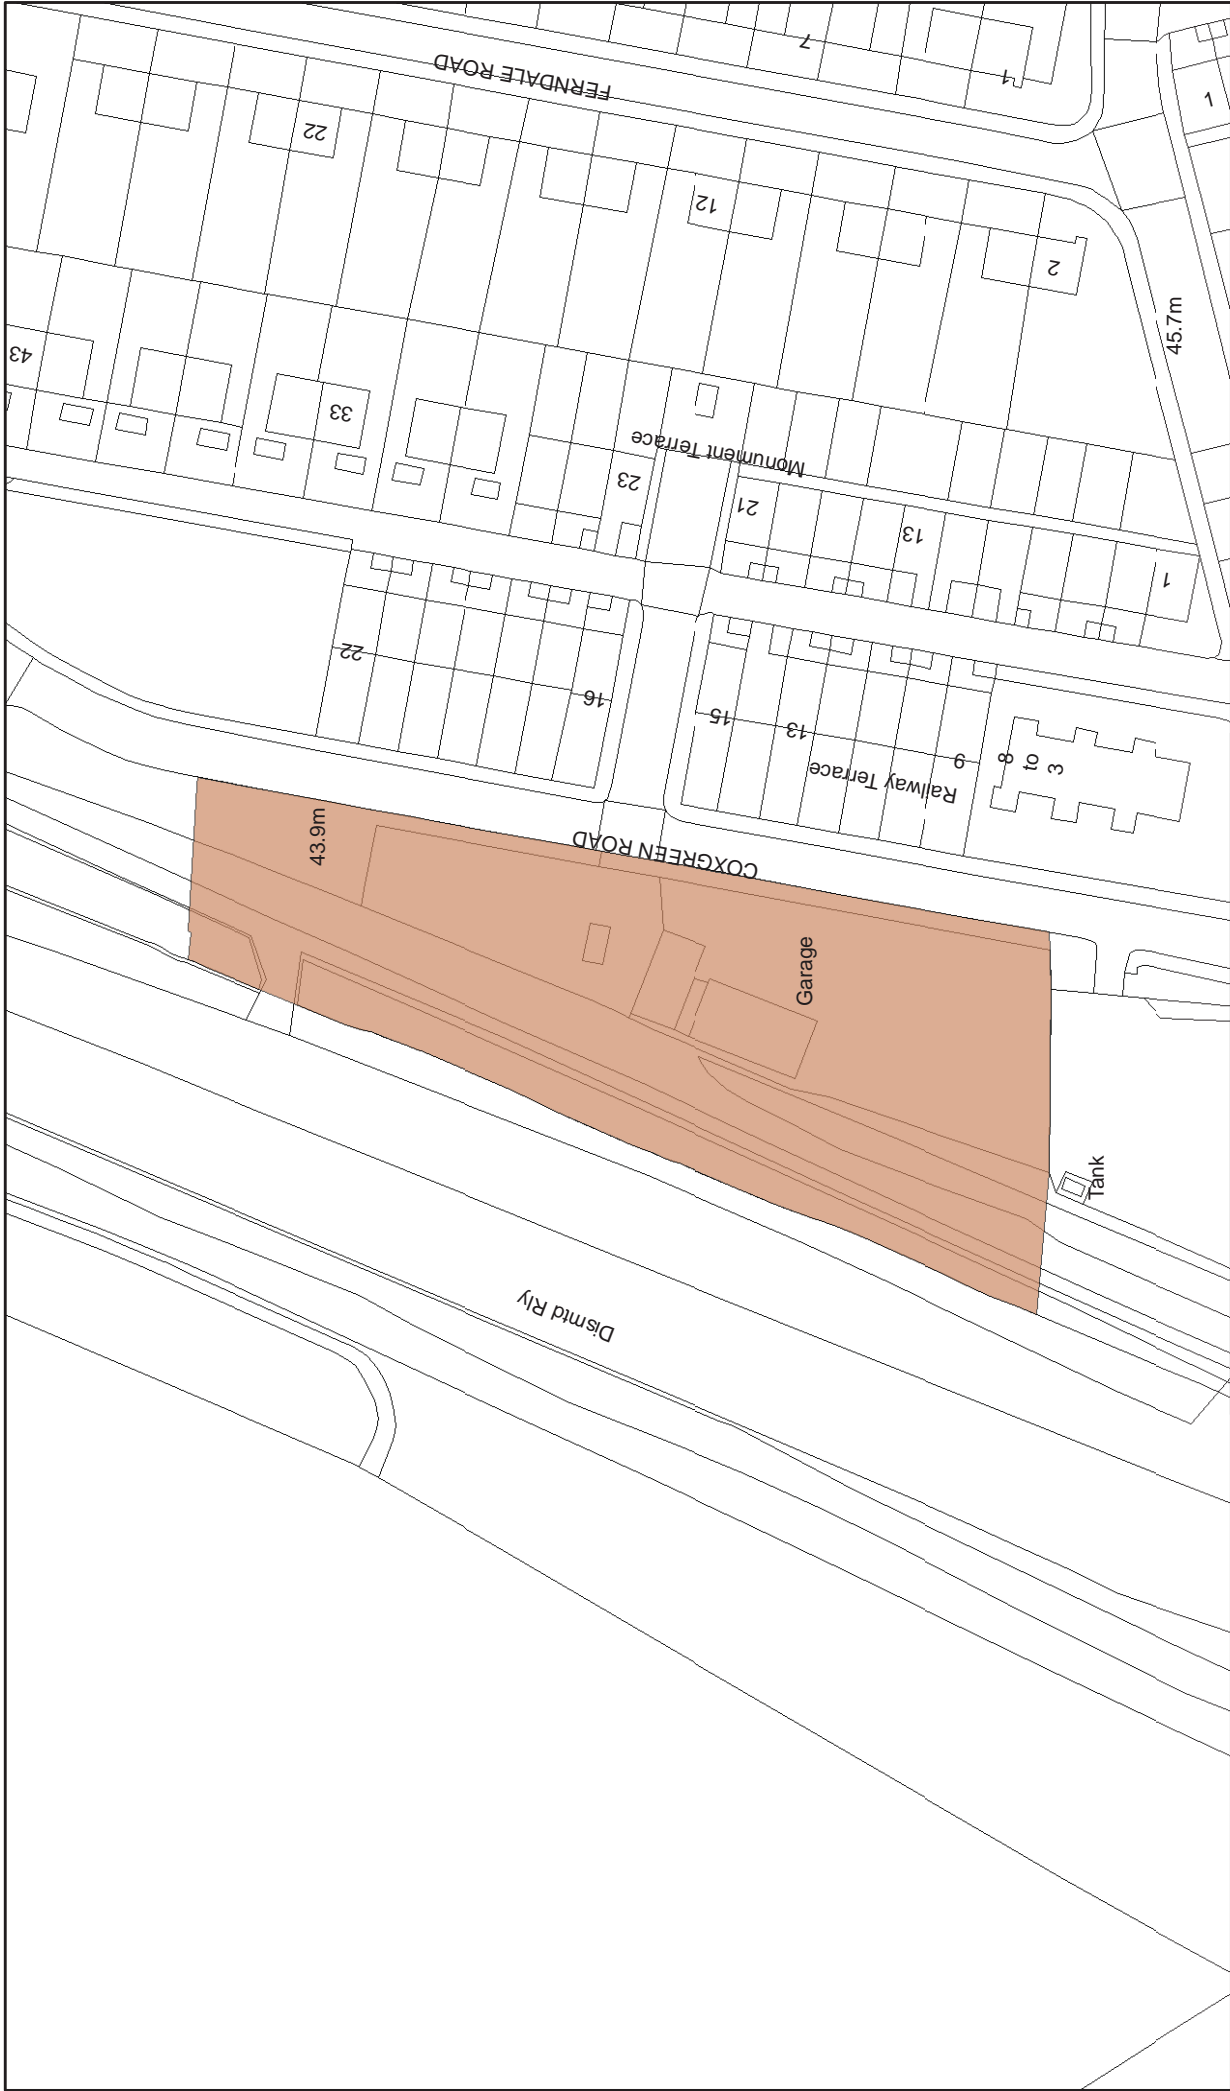 FERNDALE ROAD
7
1
1
22
12
2
45.7m
43
33
Monument Terrace
23
21
13
1
22
16
15
13
9
Railway Terrace
8
to
3
43.9m
COXGREEN ROAD
Garage
Tank
Dismtd Rly